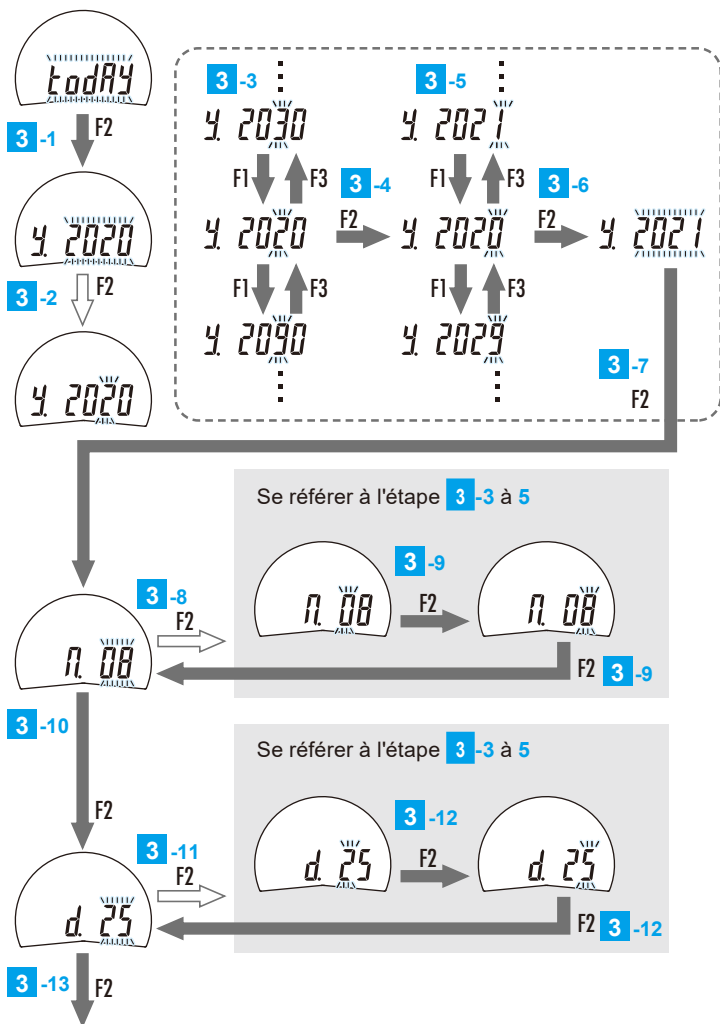 todAY
3 -1 F2
y. 2020
3 -2 F2
y. 2020
3 -3
y. 2030
F1 F3
y. 2020
F1 F3
y. 2090
3 -4
F2
3 -5
y. 2021
F1 F3
y. 2020
F1 F3
y. 2029
3 -6
F2
y. 2021
3 -7
F2
Se référer à l'étape 3 -3 à 5
3 -8
F2
3 -9
F2
n. 08
n. 08
n. 08
F2 3 -9
3 -10
F2
Se référer à l'étape 3 -3 à 5
3 -11
F2
3 -12
F2
d. 25
d. 25
d. 25
F2 3 -12
3 -13 F2